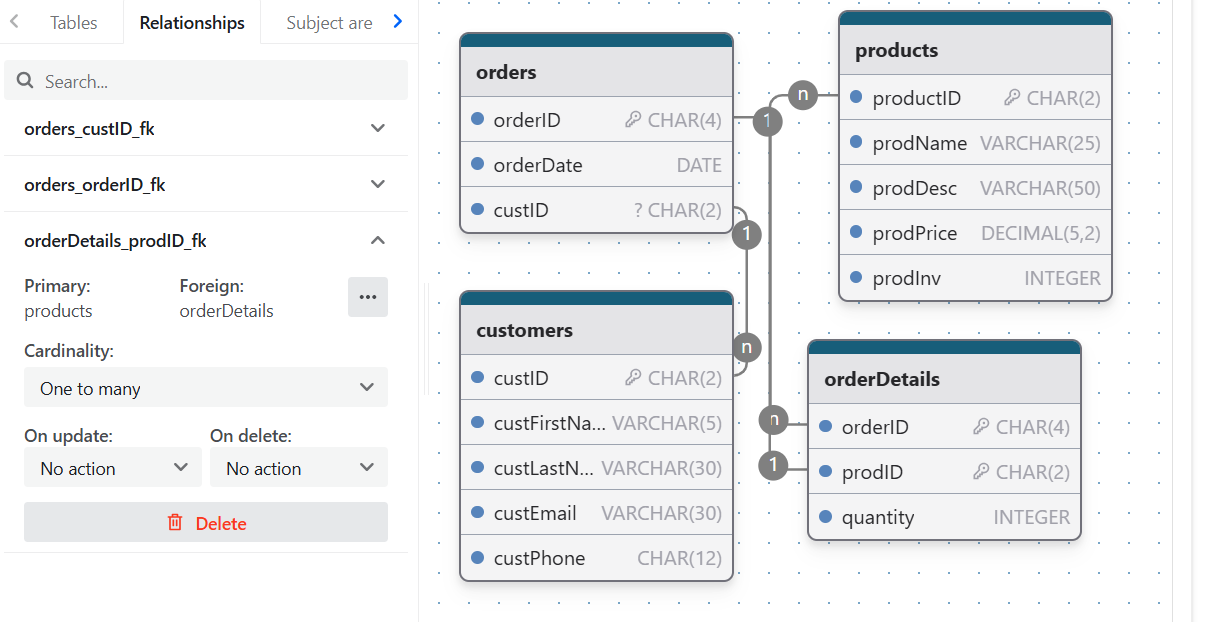 Tables
Relationships
Subject are
Search...
orders_custID_fk
orders_orderID_fk
orderDetails_prodID_fk
Primary:
Foreign:
products
orderDetails
...
Cardinality:
One to many
On update:
On delete:
No action
No action
Delete
orders
orderID CHAR(4)
orderDate DATE
custID ? CHAR(2)
customers
custID CHAR(2)
custFirstNa... VARCHAR(5)
custLastN... VARCHAR(30)
custEmail VARCHAR(30)
custPhone CHAR(12)
products
productID CHAR(2)
prodName VARCHAR(25)
prodDesc VARCHAR(50)
prodPrice DECIMAL(5,2)
prodInv INTEGER
orderDetails
orderID CHAR(4)
prodID CHAR(2)
quantity INTEGER
n
1
1
n
n
1